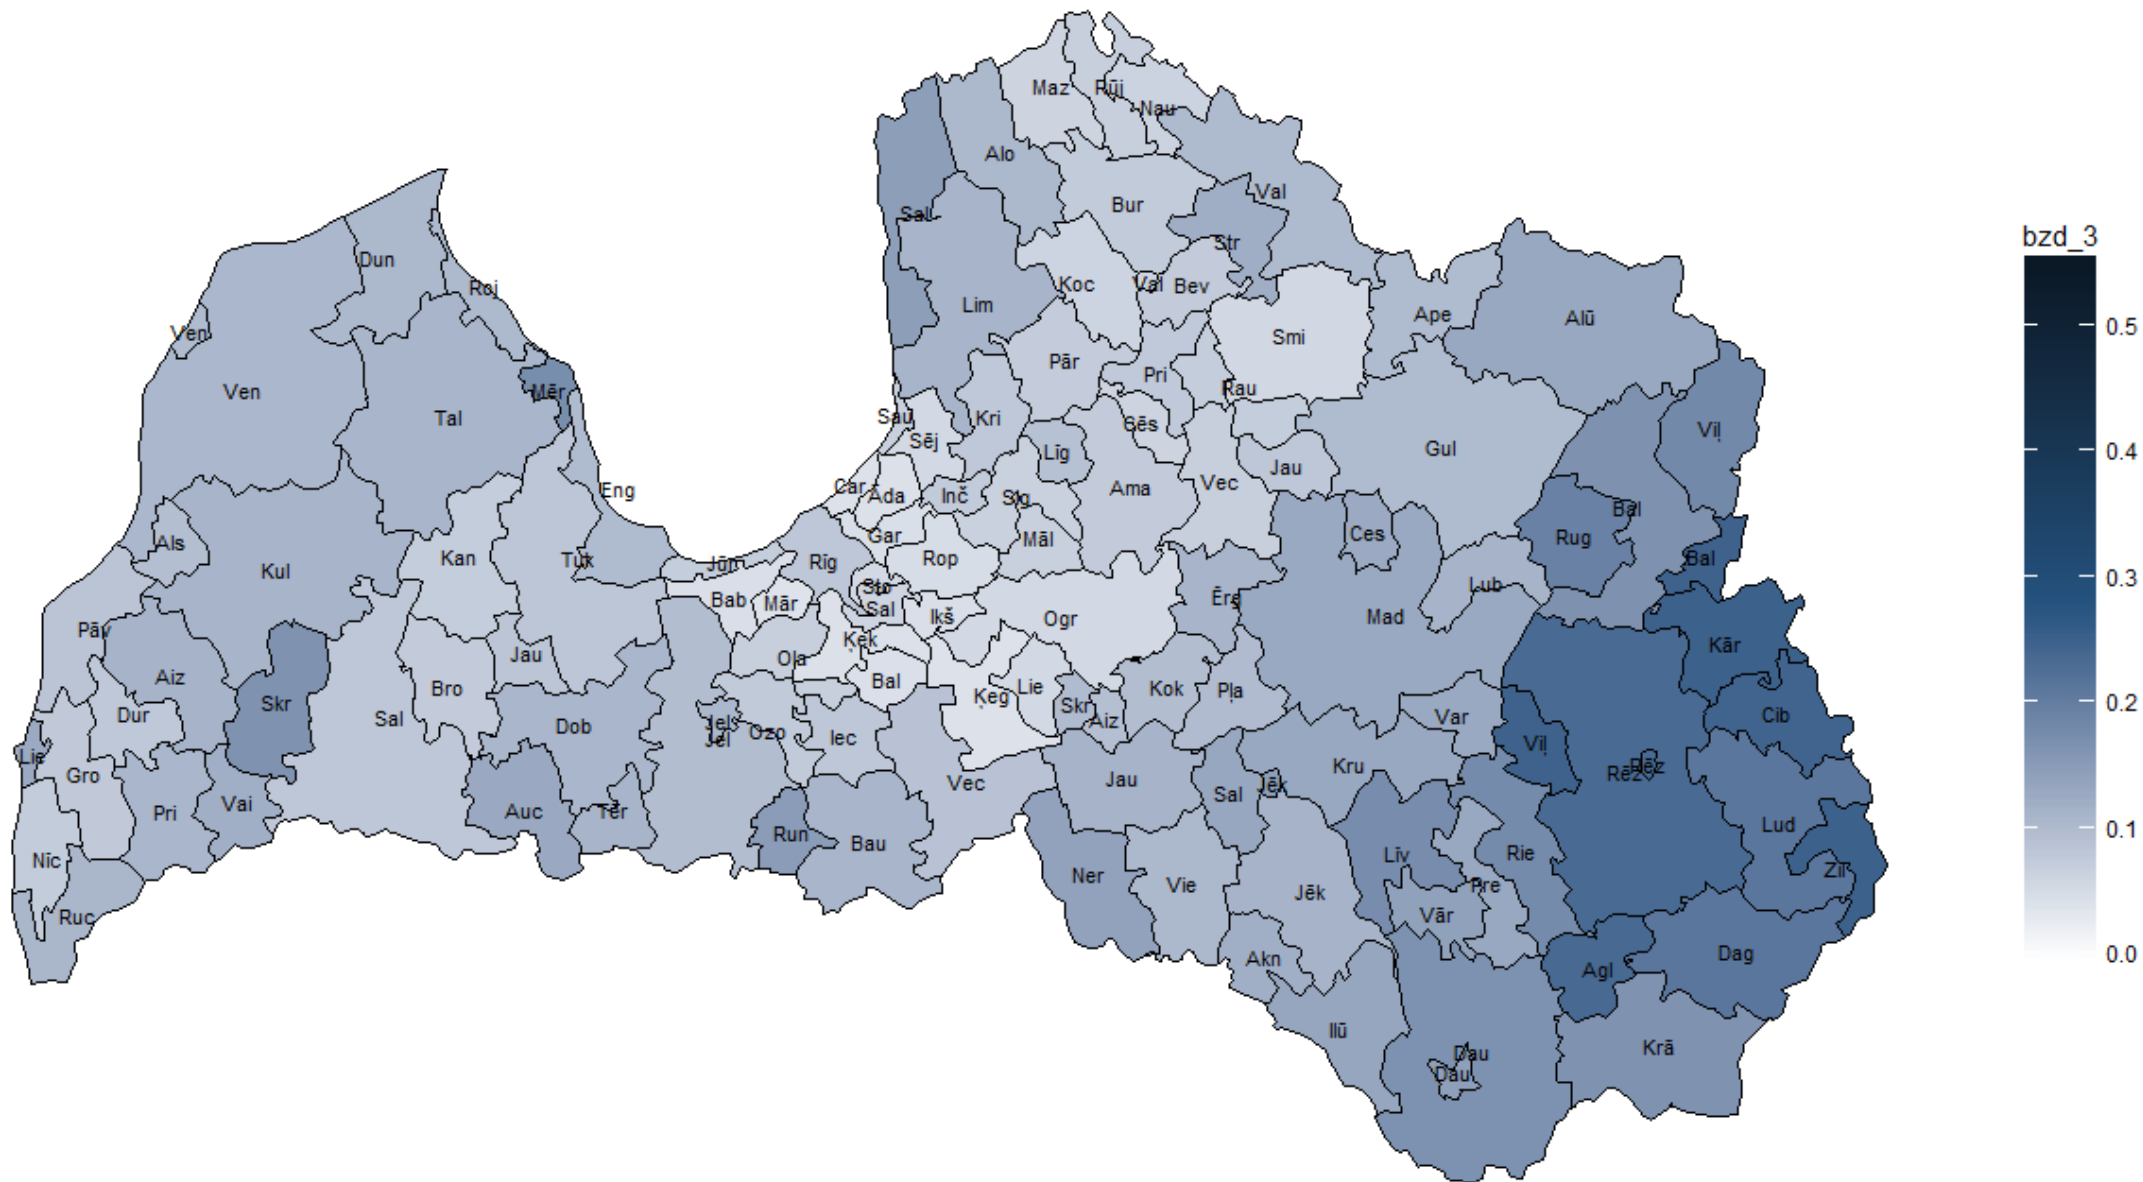 Maz
Rūj
Nau
Alo
Val
Bur
Sal
Str
bzd_3
Dun
Roj
Koc
Val
Bev
Lim
Ape
Alū
0.5
Ven
Smi
Pār
Pri
Rau
Ven
Mēr
Tal
Sau
Kri
Cēs
Viļ
Sēj
Līg
Gul
0.4
Jau
Vec
Ama
Eng
Car
Āda
Inč
Sig
Bal
Als
Gar
Māl
Ces
Rug
Kul
Kan
Tuk
Jūr
Rīg
Rop
Bal
0.3
Sto
Lub
Bab
Mār
Sal
Ikš
Ērg
Ogr
Mad
Pāv
Ķek
Kār
Jau
Ola
Aiz
Bro
Bal
Ķeg
Lie
Kok
Pļa
0.2
Skr
Dur
Sal
Skr
Aiz
Var
Cib
Dob
Jel
Jel
Ozo
Iec
Viļ
Lie
Gro
Vec
Jau
Kru
Rēz
Rēz
Jēk
Sal
Pri
Vai
Auc
Tēr
Lud
0.1
Run
Bau
Līv
Rie
Nīc
Ner
Vie
Jēk
Pre
Zil
Ruc
Vār
Akn
Agl
Dag
0.0
Ilū
Krā
Dau
Dau